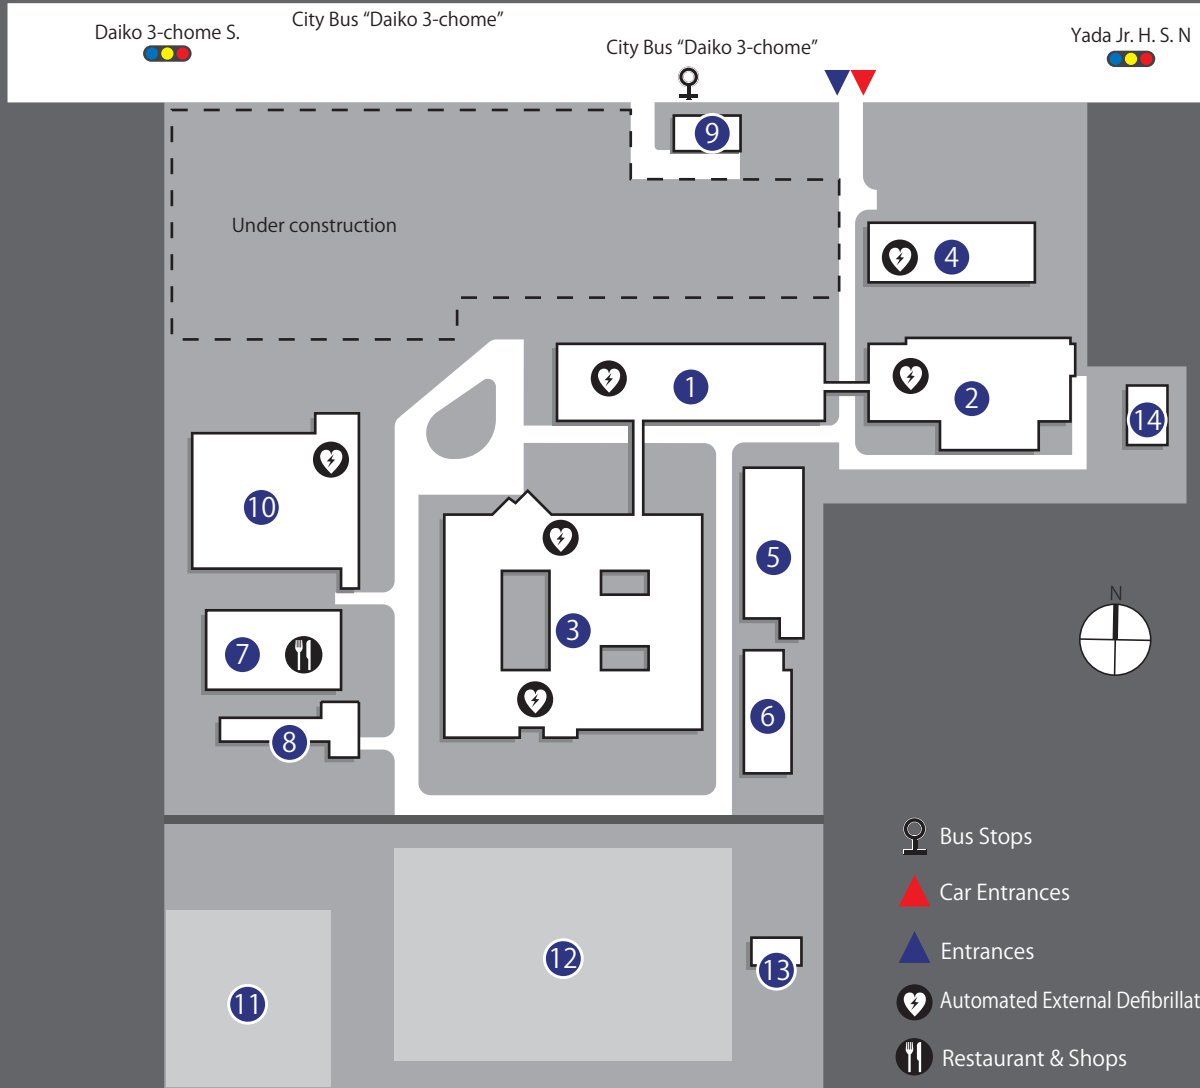 City Bus “Daiko 3-chome”
Daiko 3-chome S.
City Bus “Daiko 3-chome”
Yada Jr. H. S. N
9
Under construction
4
1
2
14
10
5
N
3
7
6
8
Bus Stops
Car Entrances
12
Entrances
13
11
Automated External Defibrillat
Restaurant & Shops